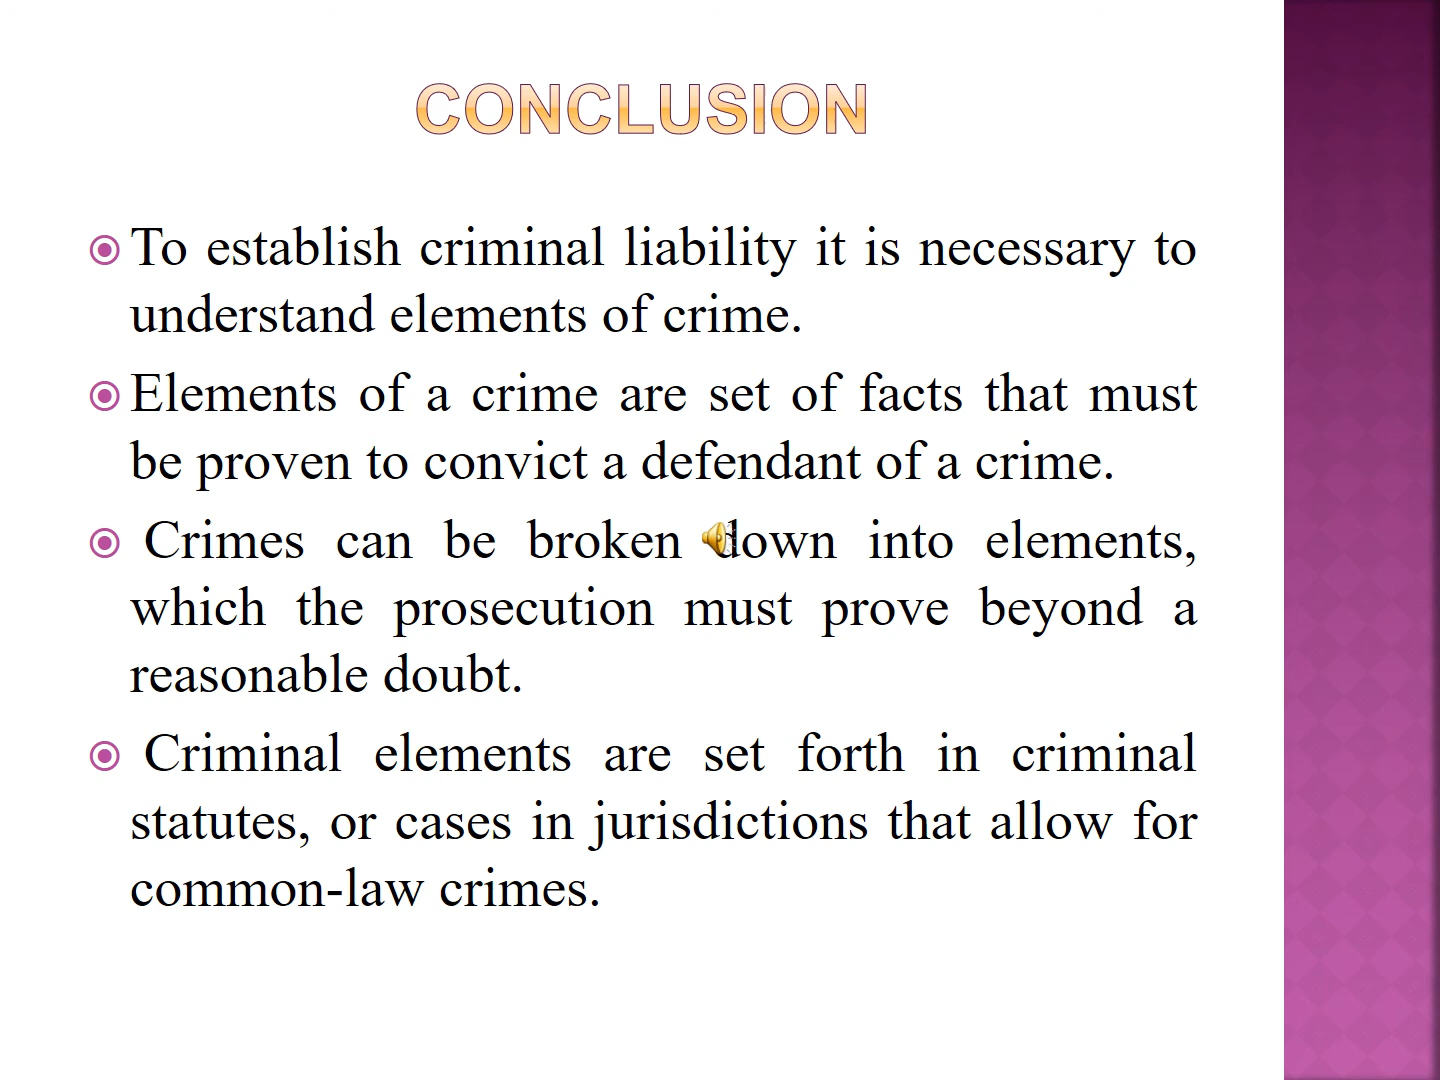 CONCLUSION
To establish criminal liability it is necessary to
understand elements of crime.
Elements of a crime are set of facts that must
be proven to convict a defendant of a crime.
Crimes can be broken down into elements,
which the prosecution must prove beyond a
reasonable doubt.
Criminal elements are set forth in criminal
statutes, or cases in jurisdictions that allow for
common-law crimes.